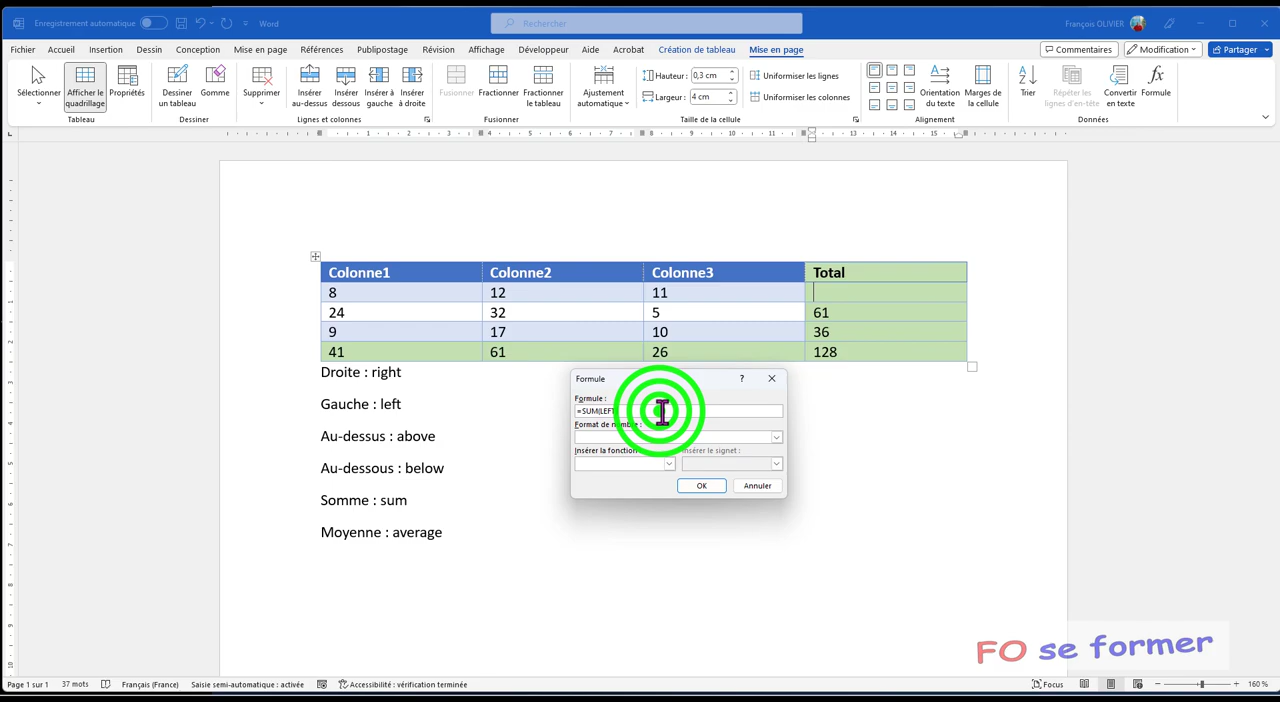 Enregistrement automatique Word Rechercher François OLIVIER
Fichier Accueil Insertion Dessin Conception Mise en page Références Publipostage Révision Affichage Développeur Aide Acrobat Création de tableau Mise en page Commentaires Modification Partager
Sélectionner Afficher le quadrillage Propriétés
Tableau
Dessiner un tableau Gomme
Dessiner
Supprimer Insérer au-dessus Insérer dessous Insérer à gauche Insérer à droite
Lignes et colonnes
Fusionner Fractionner Fractionner le tableau
Fusionner
Ajustement automatique
Hauteur : 0,3 cm Uniformiser les lignes
Largeur : 4 cm Uniformiser les colonnes
Taille de la cellule
Orientation du texte Marges de la cellule
Alignement
Trier Répéter les lignes d'en-tête Convertir en texte Formule
Données
Colonne1 Colonne2 Colonne3 Total
8 12 11
24 32 5 61
9 17 10 36
41 61 26 128
Droite : right
Gauche : left
Au-dessus : above
Au-dessous : below
Somme : sum
Moyenne : average
Formule ?
Formule :
=SUM(LEFT
Format de nombre :
Insérer la fonction Insérer le signet :
OK Annuler
FO se former
Page 1 sur 1 37 mots Français (France) Saisie semi-automatique : activée Accessibilité : vérification terminée Focus 160 %